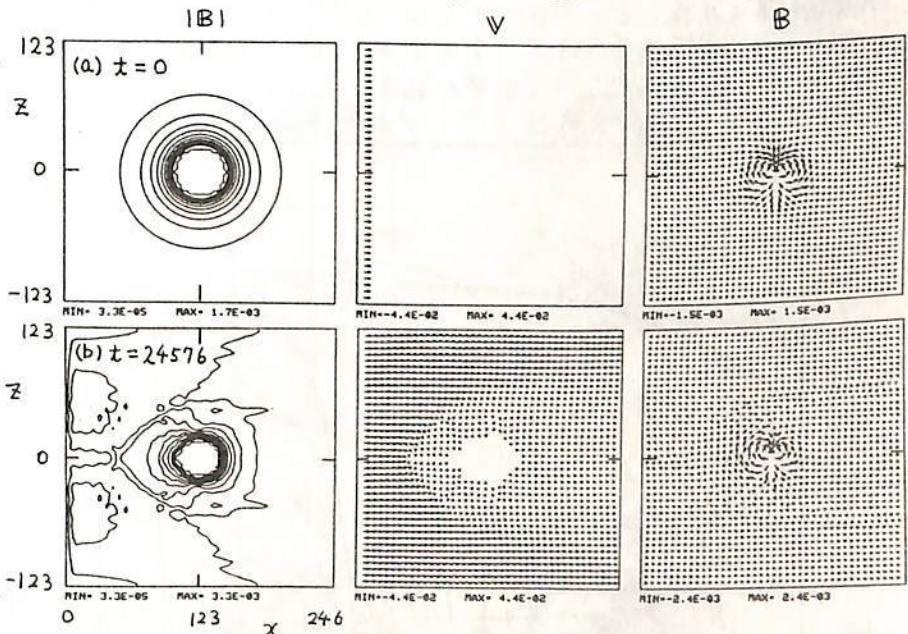 |B| V B
123
(a) t=0
Z
0
-123
MIN= 3.3E-05 MAX= 1.7E-03
MIN=-4.4E-02 MAX= 4.4E-02
MIN=-1.5E-03 MAX= 1.5E-03
123
(b) t=24576
Z
0
-123
MIN= 3.3E-05 MAX= 3.3E-03
MIN=-4.4E-02 MAX= 4.4E-02
MIN=-2.4E-03 MAX= 2.4E-03
0 123 246
x